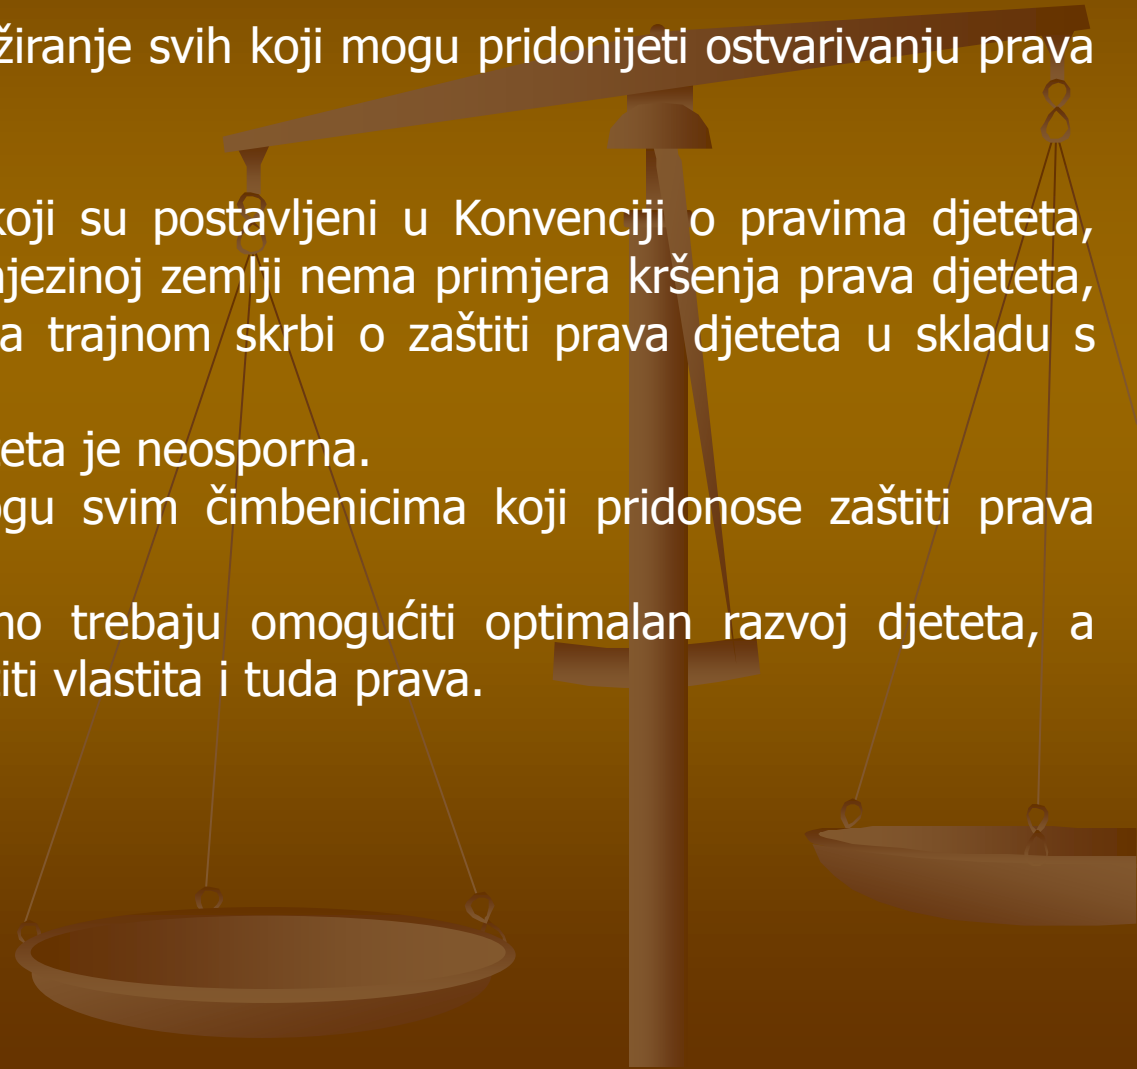 žiranje svih koji mogu pridonijeti ostvarivanju prava
koji su postavljeni u Konvenciji o pravima djeteta,
njezinoj zemlji nema primjera kršenja prava djeteta,
a trajnom skrbi o zaštiti prava djeteta u skladu s
eta je neosporna.
ogu svim čimbenicima koji pridonose zaštiti prava
no trebaju omogućiti optimalan razvoj djeteta, a
iti vlastita i tuda prava.